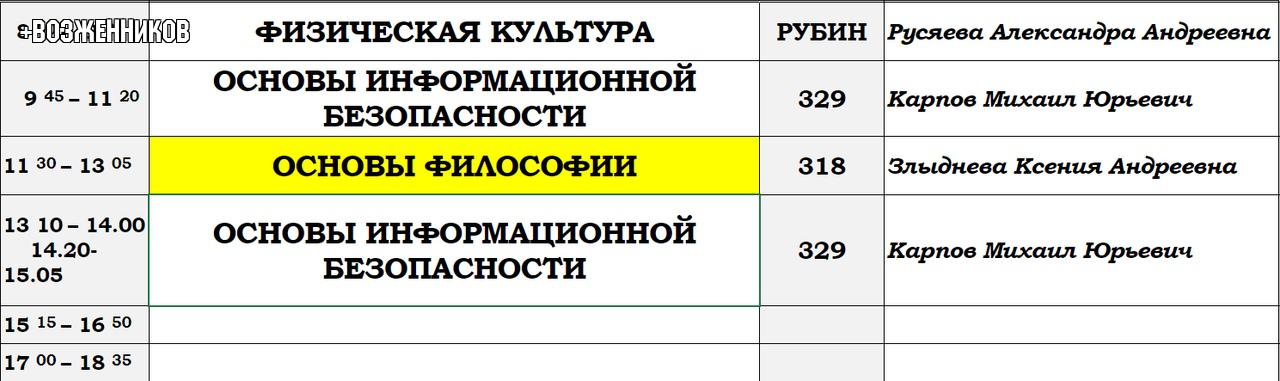 +ВОЗЖЕННИКОВ
ФИЗИЧЕСКАЯ КУЛЬТУРА РУБИН Русяева Александра Андреевна
9 45 – 11 20 ОСНОВЫ ИНФОРМАЦИОННОЙ
БЕЗОПАСНОСТИ 329 Карпов Михаил Юрьевич
11 30 – 13 05 ОСНОВЫ ФИЛОСОФИИ 318 Злыднева Ксения Андреевна
13 10 – 14.00
14.20-
15.05
ОСНОВЫ ИНФОРМАЦИОННОЙ
БЕЗОПАСНОСТИ 329 Карпов Михаил Юрьевич
15 15 – 16 50
17 00 – 18 35